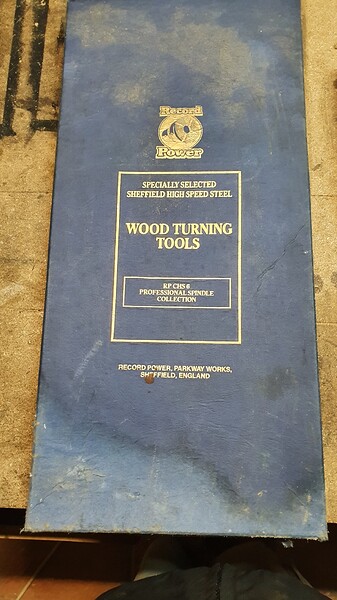 Record
Power
SPECIALLY SELECTED
SHEFFIELD HIGH SPEED STEEL
WOOD TURNING
TOOLS
RP CHS 6
PROFESSIONAL SPINDLE
COLLECTION
RECORD POWER, PARKWAY WORKS,
SHEFFIELD, ENGLAND